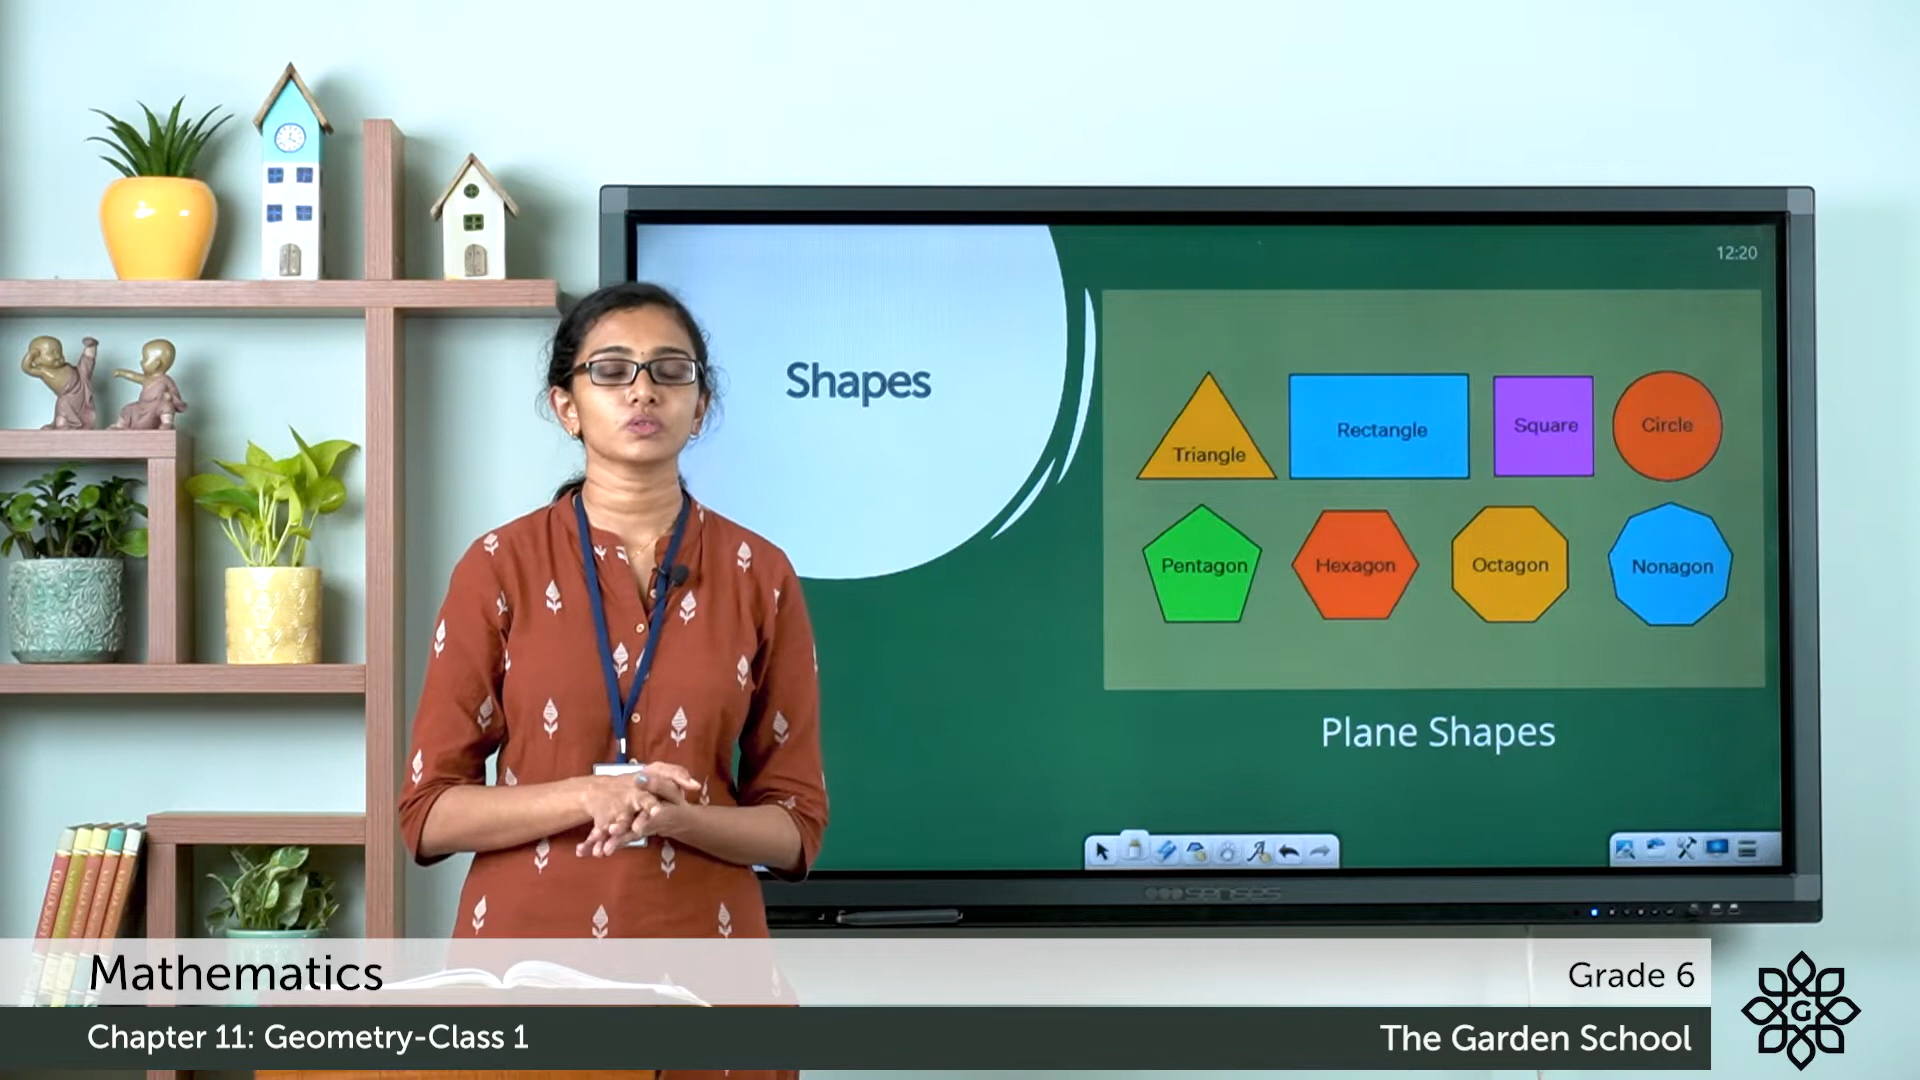 12:20
Shapes
Triangle
Rectangle
Square
Circle
Pentagon
Hexagon
Octagon
Nonagon
Plane Shapes
Mathematics
Grade 6
Chapter 11: Geometry-Class 1
The Garden School
G